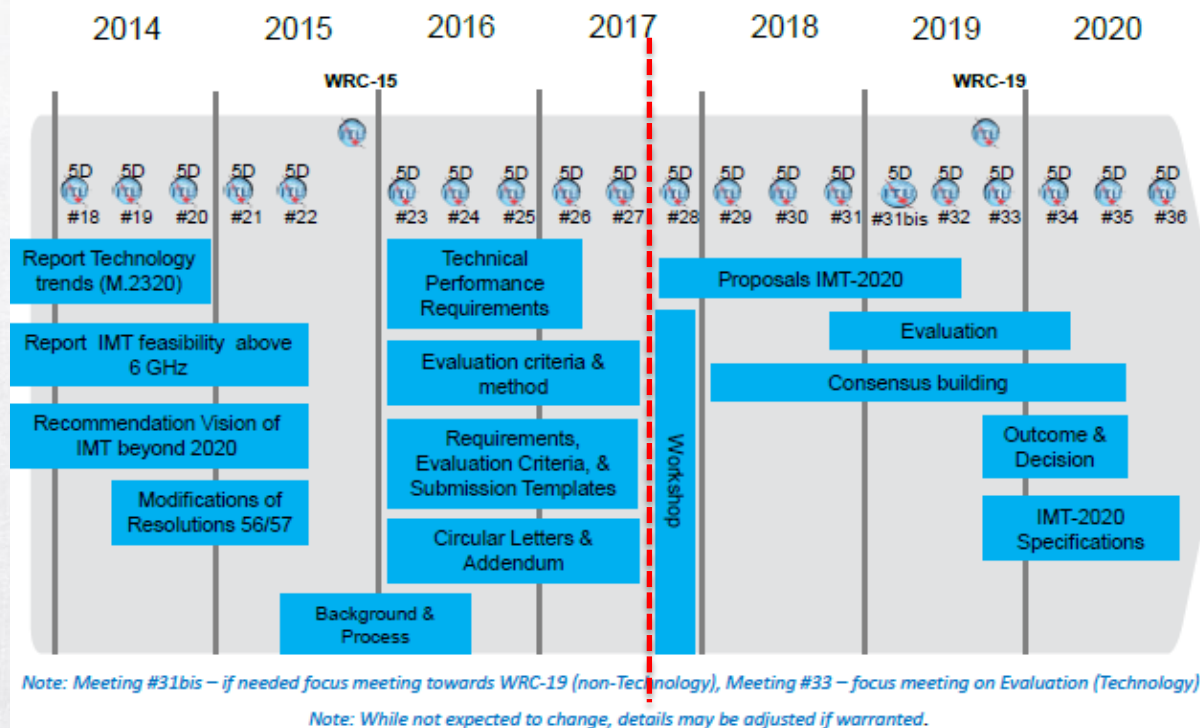 2014 2015 2016 2017 2018 2019 2020
WRC-15 WRC-19
5D 5D 5D 5D 5D 5D 5D 5D 5D 5D 5D 5D 5D 5D 5D 5D 5D 5D 5D 5D
#18 #19 #20 #21 #22 #23 #24 #25 #26 #27 #28 #29 #30 #31 #31bis #32 #33 #34 #35 #36
Report Technology
trends (M.2320)
Technical
Performance
Requirements
Proposals IMT-2020
Report IMT feasibility above
6 GHz
Evaluation criteria &
method
Evaluation
Consensus building
Recommendation Vision of
IMT beyond 2020
Requirements,
Evaluation Criteria, &
Submission Templates
Workshop
Outcome &
Decision
Modifications of
Resolutions 56/57
Circular Letters &
Addendum
IMT-2020
Specifications
Background &
Process
Note: Meeting #31bis – if needed focus meeting towards WRC-19 (non-Technology), Meeting #33 – focus meeting on Evaluation (Technology)
Note: While not expected to change, details may be adjusted if warranted.